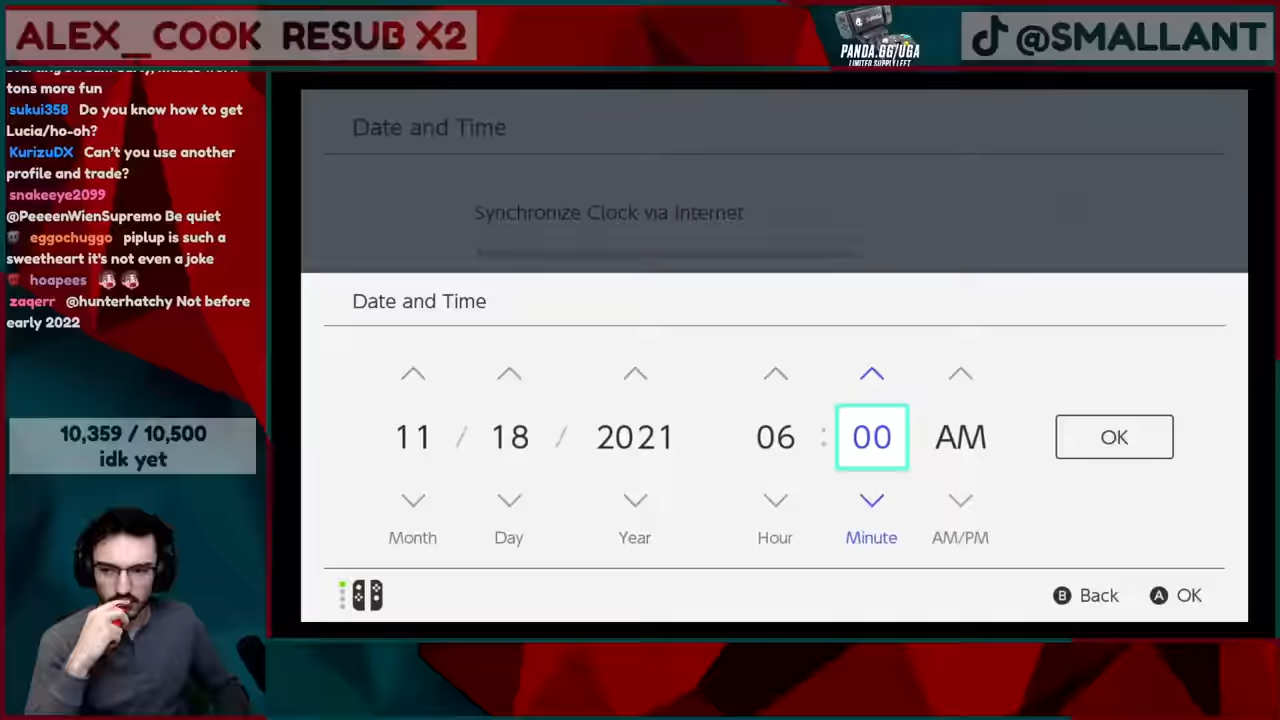 ALEX_COOK RESUB X2
PANDA.GG/UGA
LIMITED SUPPLY LEFT
@SMALLANT
tons more fun
sukui358 Do you know how to get
Lucia/ho-oh?
KurizuDX Can't you use another
profile and trade?
snakeeye2099
@PeeeenWienSupremo Be quiet
eggochuggo piplup is such a
sweetheart it's not even a joke
hoapees
zaqerr @hunterhatchy Not before
early 2022
10,359 / 10,500
idk yet
Date and Time
Synchronize Clock via Internet
Date and Time
11 / 18 / 2021 06 : 00 AM
OK
Month Day Year Hour Minute AM/PM
B Back A OK